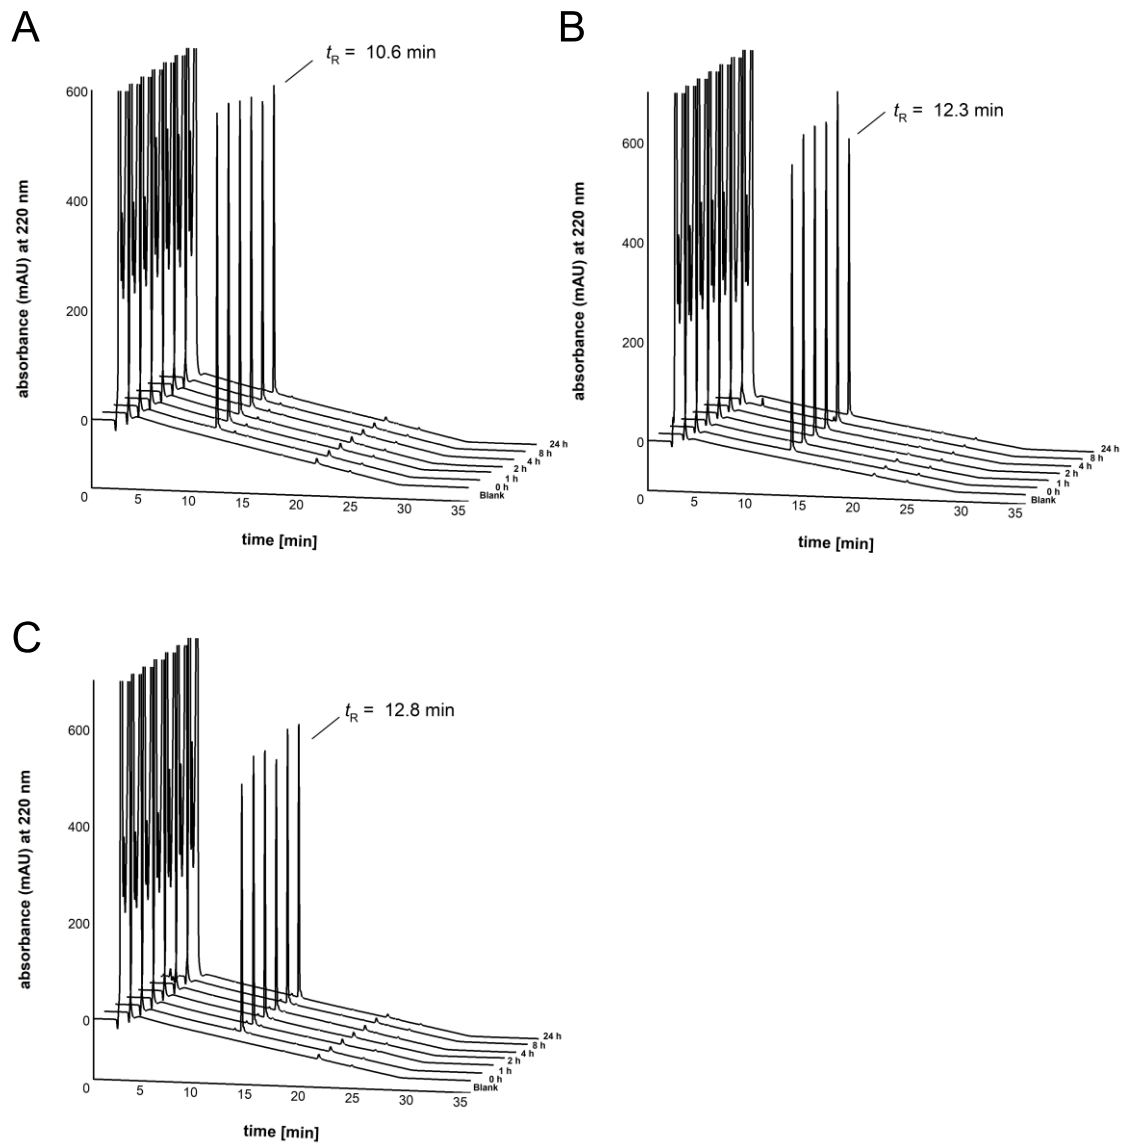 A
tR = 10.6 min
absorbance (mAU) at 220 nm
600
400
200
0
24 h
8 h
4 h
2 h
1 h
0 h
Blank
0 5 10 15 20 25 30 35
time [min]
B
tR = 12.3 min
absorbance (mAU) at 220 nm
600
400
200
0
24 h
8 h
4 h
2 h
1 h
0 h
Blank
0 5 10 15 20 25 30 35
time [min]
C
tR = 12.8 min
absorbance (mAU) at 220 nm
600
400
200
0
24 h
8 h
4 h
2 h
1 h
0 h
Blank
0 5 10 15 20 25 30 35
time [min]